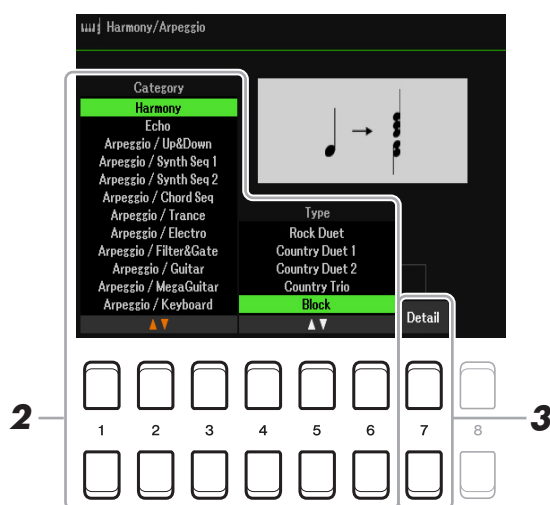 Harmony/Arpeggio
Category
Harmony
Echo
Arpeggio / Up&Down
Arpeggio / Synth Seq 1
Arpeggio / Synth Seq 2
Arpeggio / Chord Seq
Arpeggio / Trance
Arpeggio / Electro
Arpeggio / Filter&Gate
Arpeggio / Guitar
Arpeggio / MegaGuitar
Arpeggio / Keyboard
Type
Rock Duet
Country Duet 1
Country Duet 2
Country Trio
Block
Detail
2
1 2 3 4 5 6 7 8
3